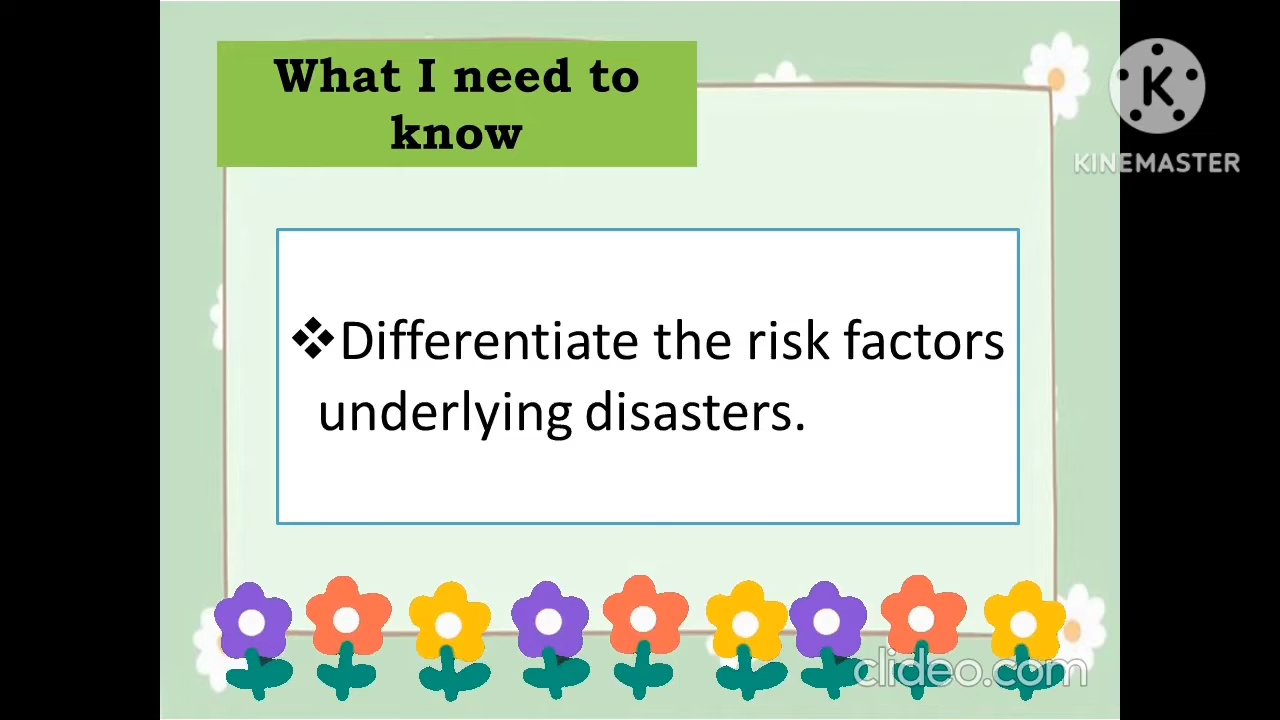 What I need to
know
K
KINEMASTER
❖Differentiate the risk factors
underlying disasters.
clideo.com